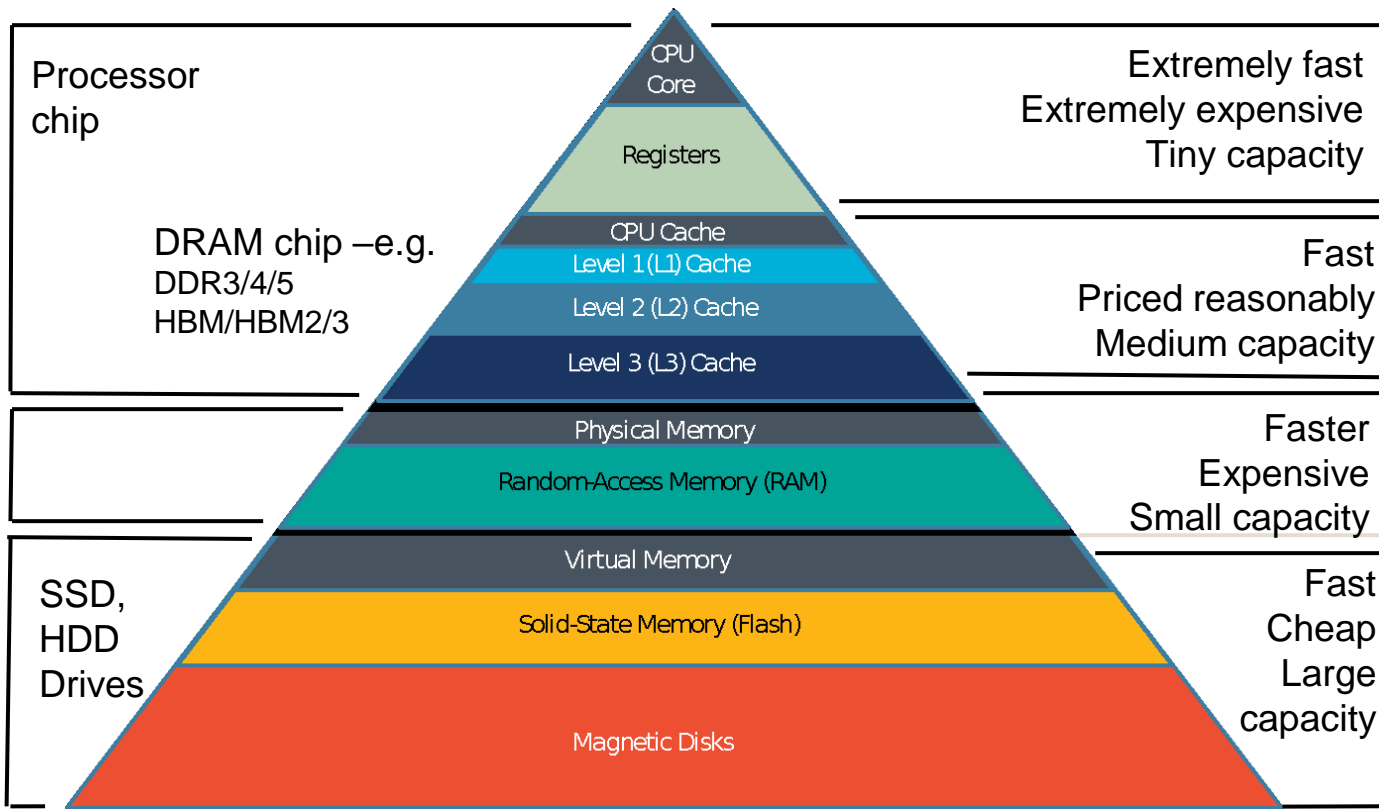 Processor
chip
DRAM chip –e.g.
DDR3/4/5
HBM/HBM2/3
SSD,
HDD
Drives
CPU
Core
Registers
CPU Cache
Level 1 (L1) Cache
Level 2 (L2) Cache
Level 3 (L3) Cache
Physical Memory
Random-Access Memory (RAM)
Virtual Memory
Solid-State Memory (Flash)
Magnetic Disks
Extremely fast
Extremely expensive
Tiny capacity
Fast
Priced reasonably
Medium capacity
Faster
Expensive
Small capacity
Fast
Cheap
Large
capacity